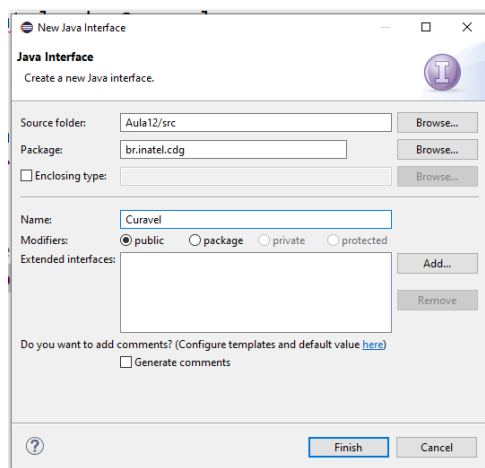 New Java Interface
Java Interface
Create a new Java interface.
Source folder: Aula12/src Browse...
Package: br.inatel.cdg Browse...
Enclosing type: Browse...
Name: Curavel
Modifiers: public package private protected
Extended interfaces: Add...
Remove
Do you want to add comments? (Configure templates and default value here)
Generate comments
Finish Cancel